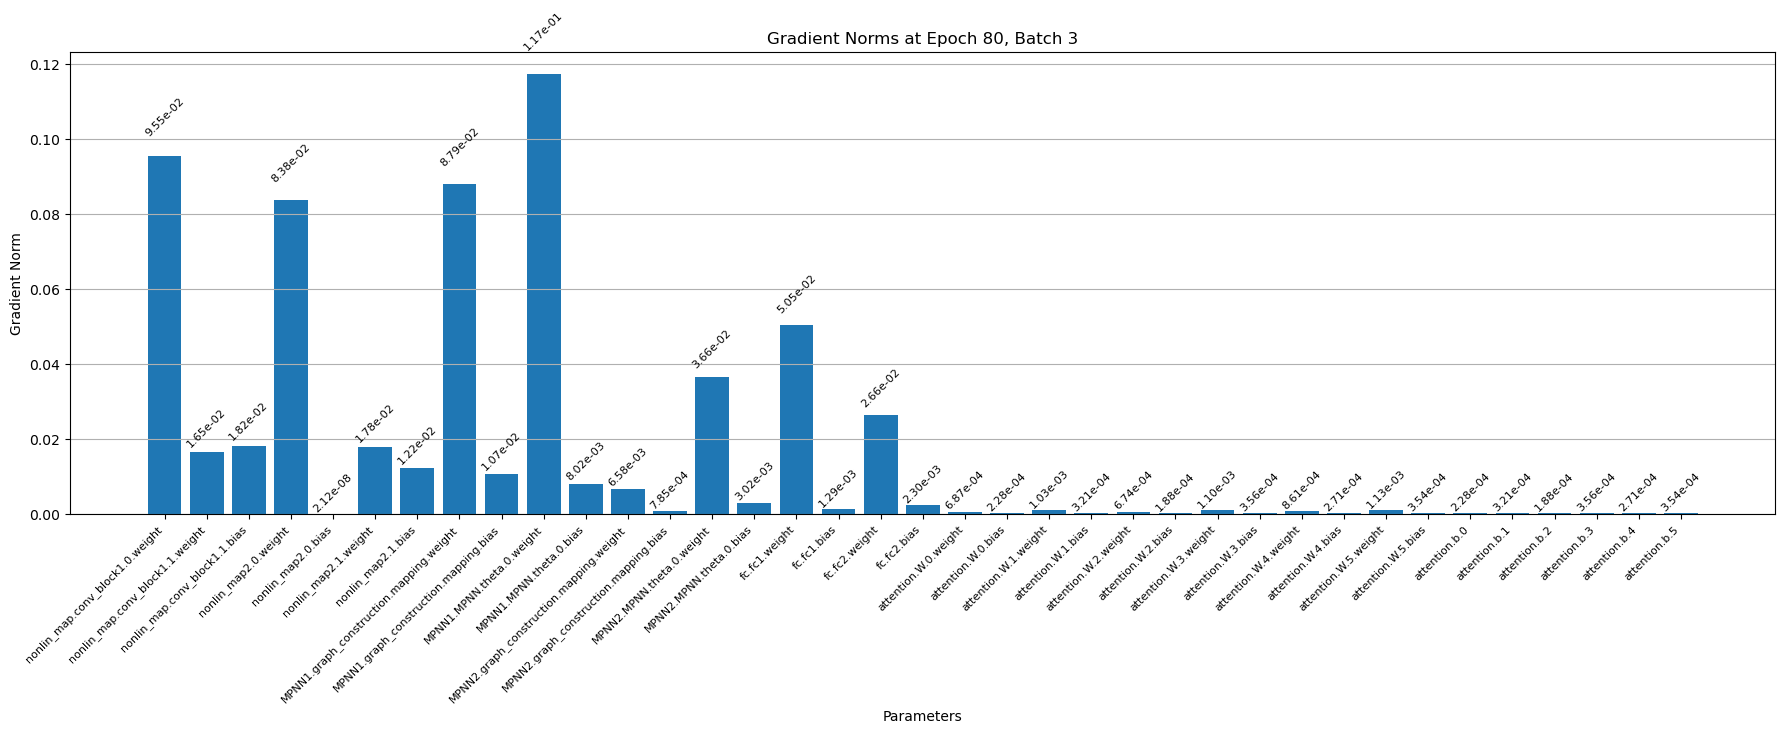 Gradient Norms at Epoch 80, Batch 3
Gradient Norm
0.12
0.10
0.08
0.06
0.04
0.02
0.00
9.55e-02
1.65e-02
1.82e-02
8.38e-02
2.12e-08
1.78e-02
1.22e-02
8.79e-02
1.07e-02
1.17e-01
8.02e-03
6.58e-03
7.85e-04
3.66e-02
3.02e-03
5.05e-02
1.29e-03
2.66e-02
2.30e-03
6.87e-04
2.28e-04
1.03e-03
3.21e-04
6.74e-04
1.88e-04
1.10e-03
3.56e-04
8.61e-04
2.71e-04
1.13e-03
3.54e-04
2.28e-04
3.21e-04
1.88e-04
3.56e-04
2.71e-04
3.54e-04
nonlin_map.conv_block1.0.weight
nonlin_map.conv_block1.1.weight
nonlin_map.conv_block1.1.bias
nonlin_map2.0.weight
nonlin_map2.0.bias
nonlin_map2.1.weight
nonlin_map2.1.bias
MPNN1.graph_construction.mapping.weight
MPNN1.graph_construction.mapping.bias
MPNN1.MPNN.theta.0.weight
MPNN1.MPNN.theta.0.bias
MPNN2.graph_construction.mapping.weight
MPNN2.graph_construction.mapping.bias
MPNN2.MPNN.theta.0.weight
MPNN2.MPNN.theta.0.bias
fc.fc1.weight
fc.fc1.bias
fc.fc2.weight
fc.fc2.bias
attention.W.0.weight
attention.W.0.bias
attention.W.1.weight
attention.W.1.bias
attention.W.2.weight
attention.W.2.bias
attention.W.3.weight
attention.W.3.bias
attention.W.4.weight
attention.W.4.bias
attention.W.5.weight
attention.W.5.bias
attention.b.0
attention.b.1
attention.b.2
attention.b.3
attention.b.4
attention.b.5
Parameters